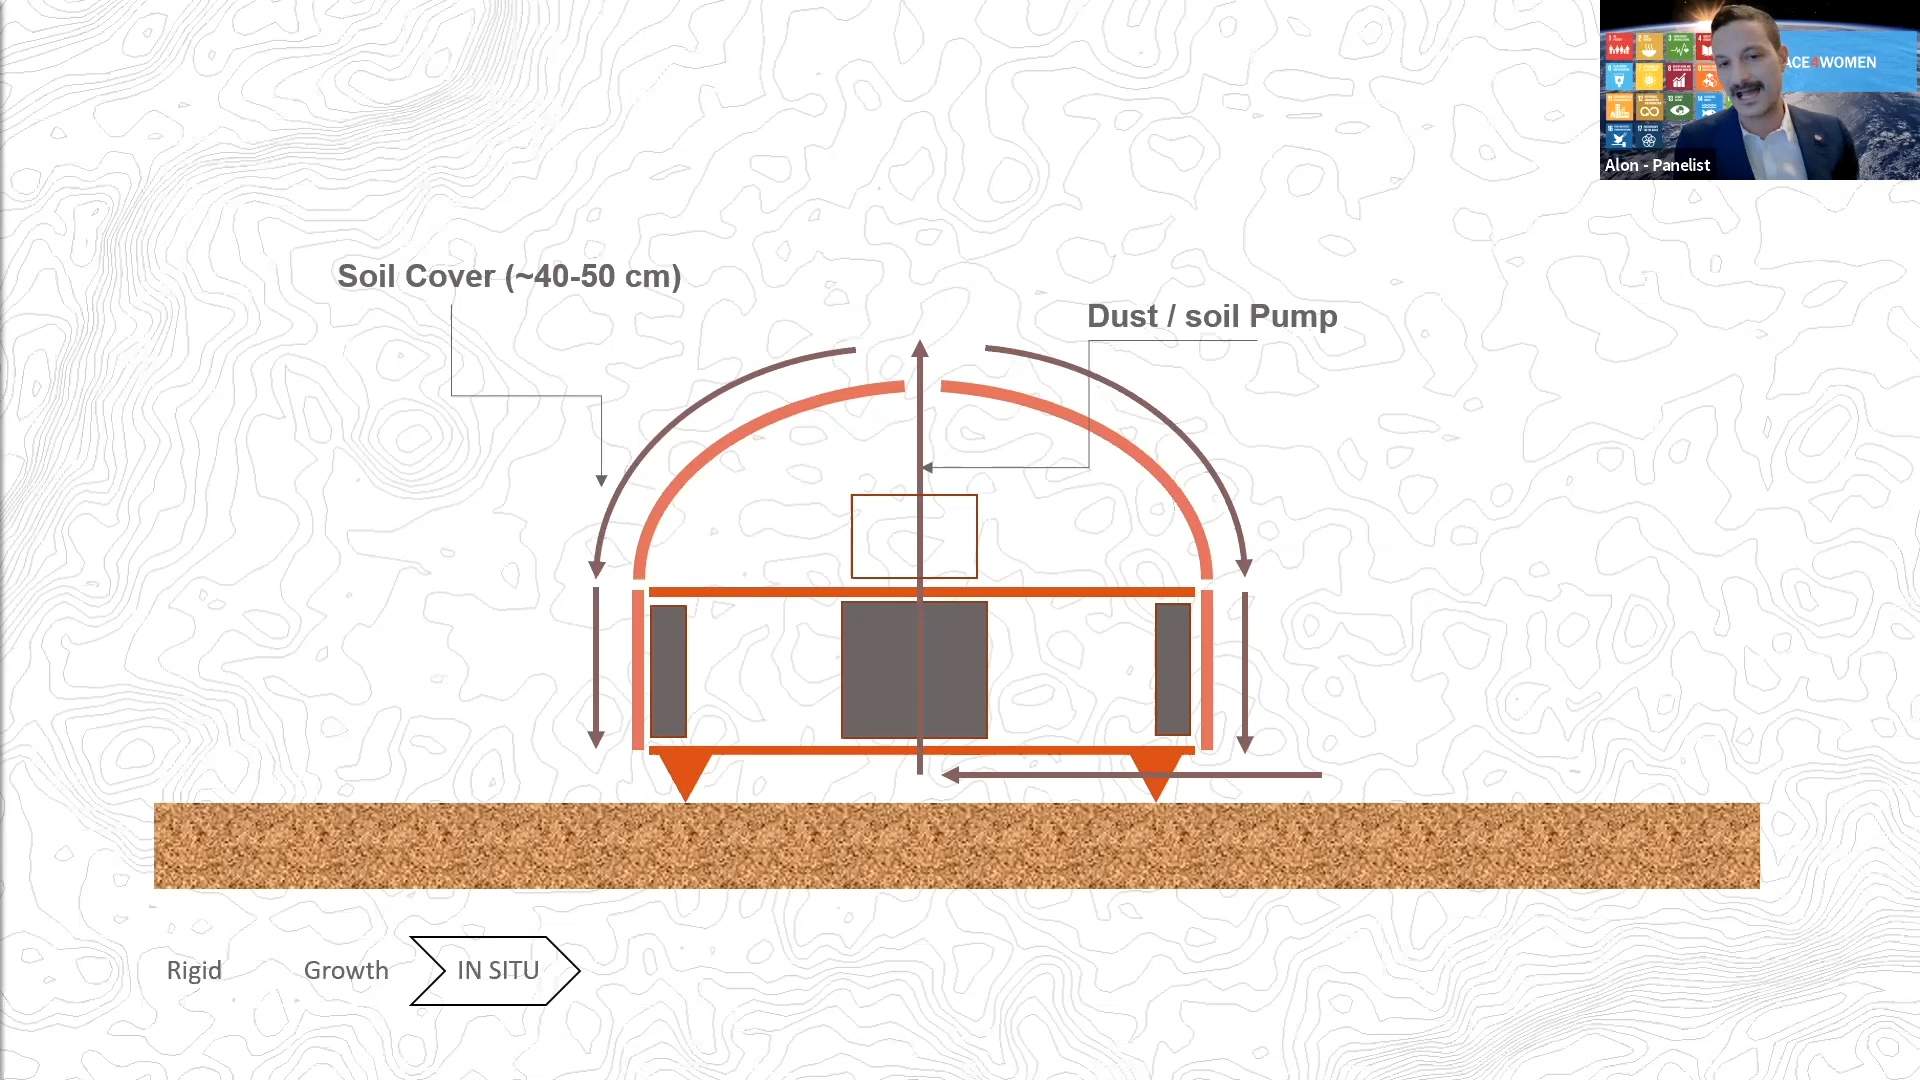 ACE4WOMEN
Alon - Panelist
Soil Cover (~40-50 cm)
Dust / soil Pump
Rigid
Growth
IN SITU